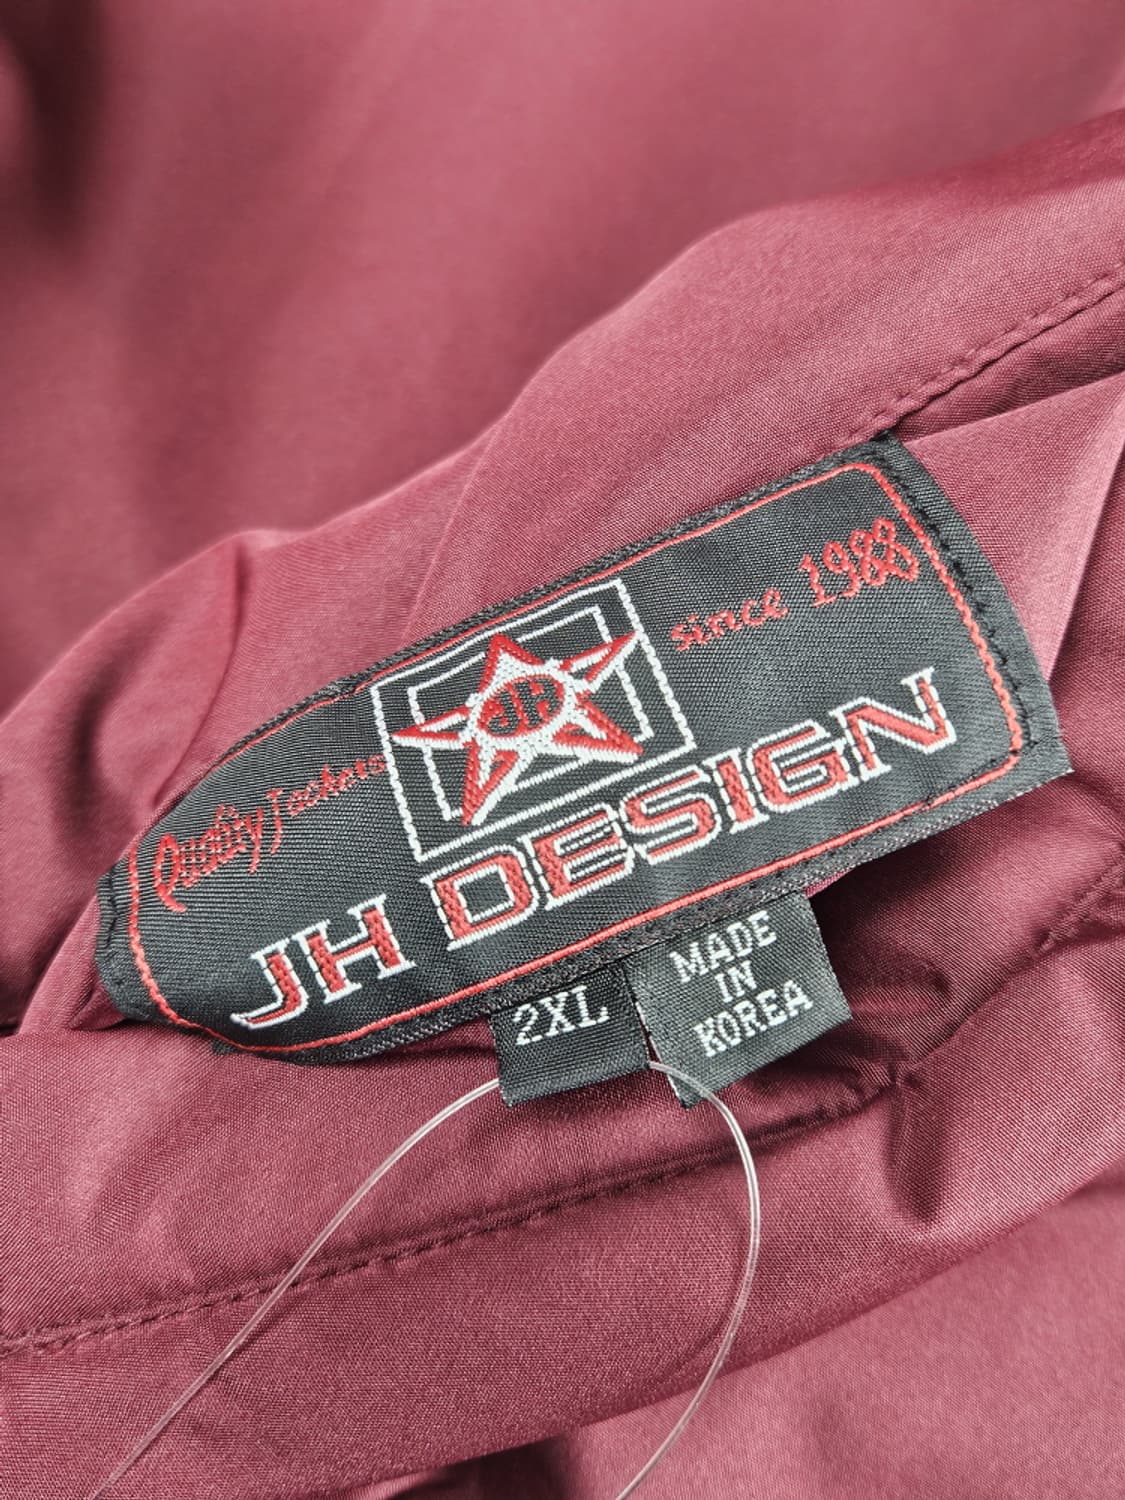 Quality Jackets
since 1988
JH
JH DESIGN
2XL
MADE
IN
KOREA